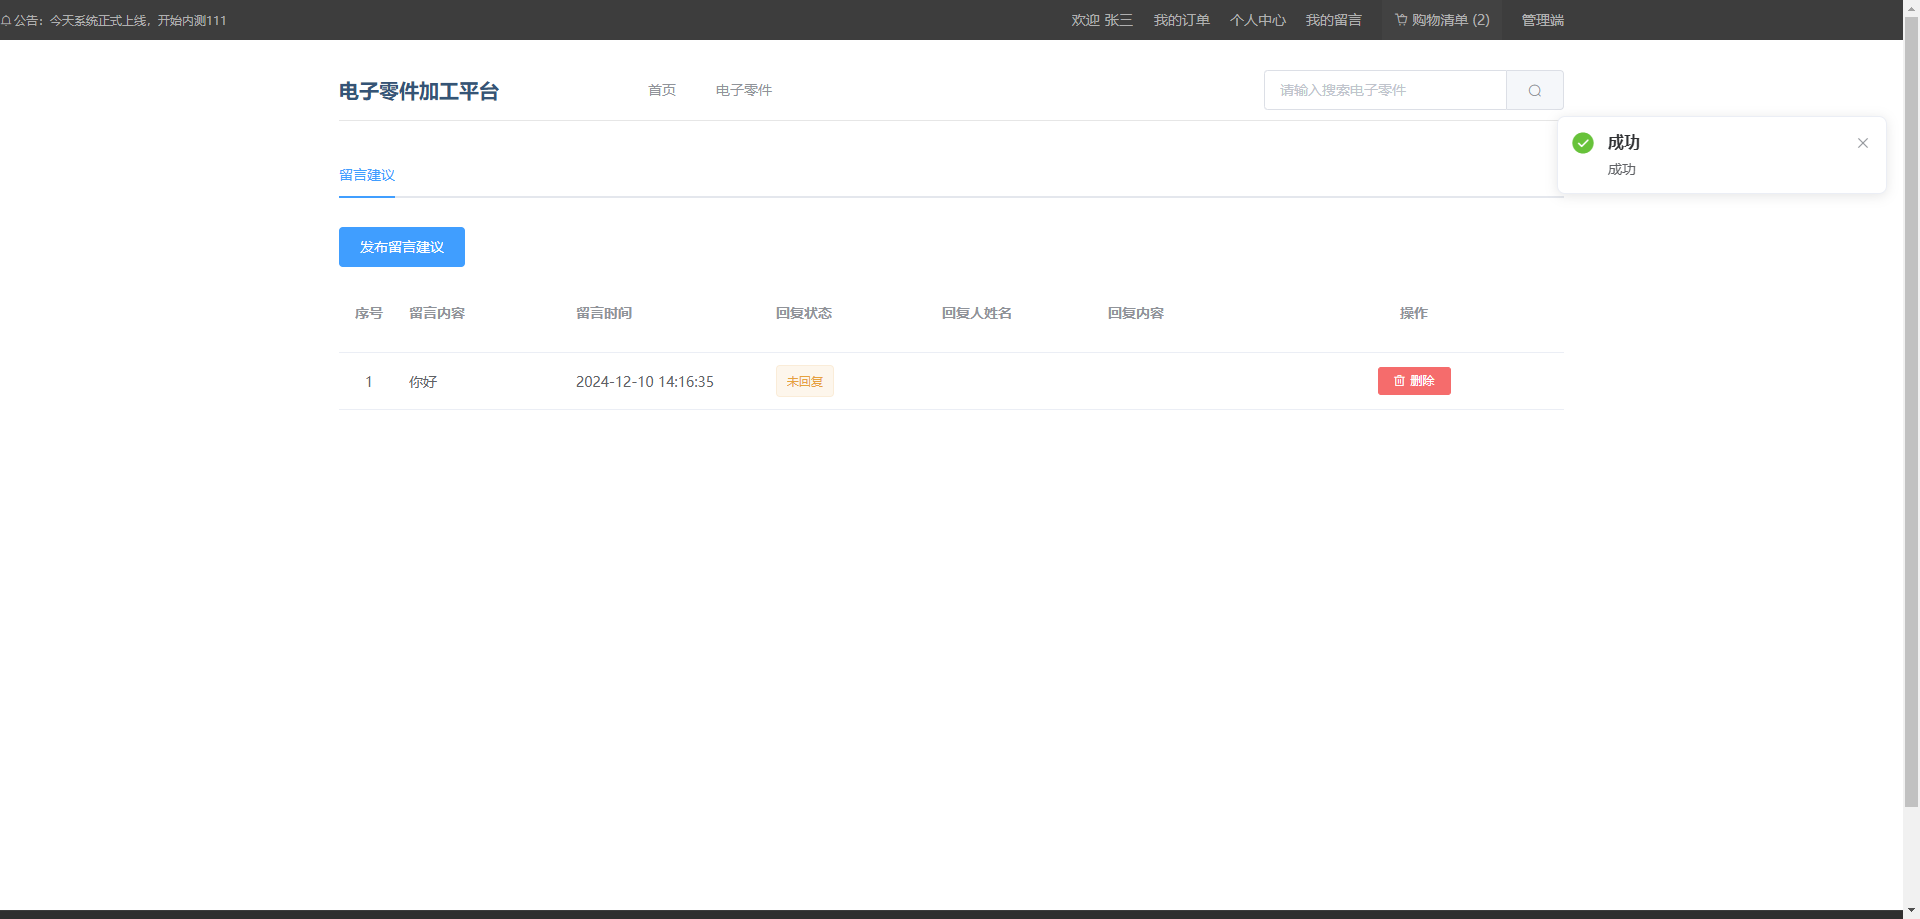 公告：今天系统正式上线，开始内测111
欢迎 张三 我的订单 个人中心 我的留言 购物清单 (2) 管理端
电子零件加工平台 首页 电子零件 请输入搜索电子零件
成功
成功
留言建议
发布留言建议
序号 留言内容 留言时间 回复状态 回复人姓名 回复内容 操作
1 你好 2024-12-10 14:16:35 未回复 删除